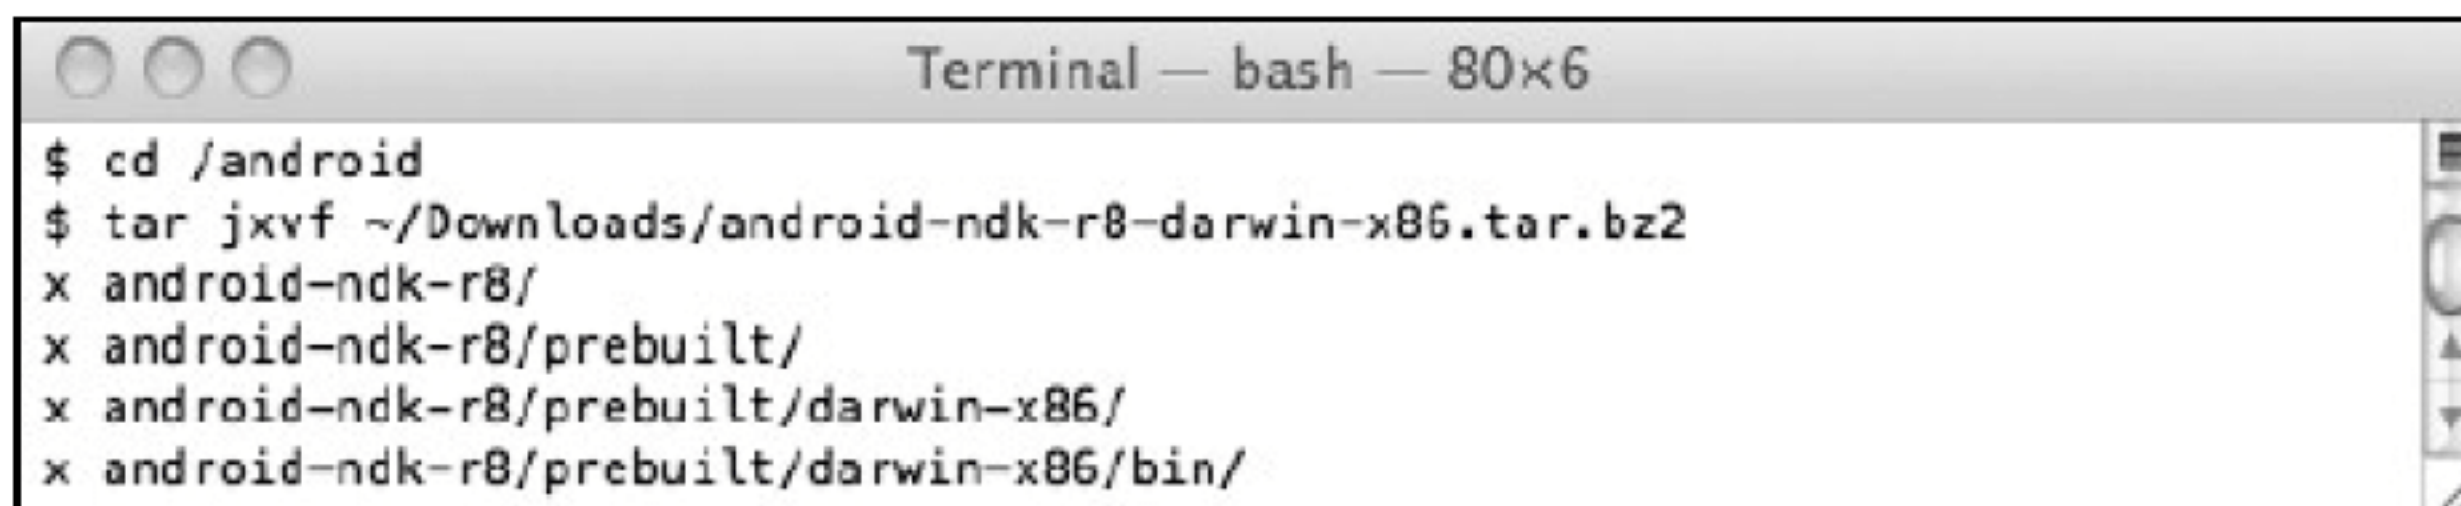 Terminal — bash — 80×6
$ cd /android
$ tar jxvf ~/Downloads/android-ndk-r8-darwin-x86.tar.bz2
x android-ndk-r8/
x android-ndk-r8/prebuilt/
x android-ndk-r8/prebuilt/darwin-x86/
x android-ndk-r8/prebuilt/darwin-x86/bin/